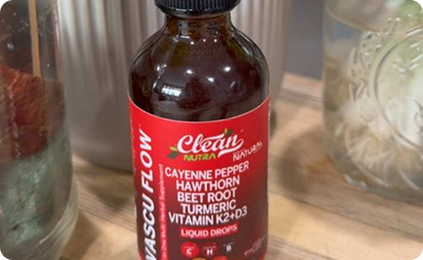 Clean
NUTRA
NATURAL
CAYENNE PEPPER
HAWTHORN
BEET ROOT
TURMERIC
VITAMIN K2+D3
LIQUID DROPS
C H B
VASCU FLOW